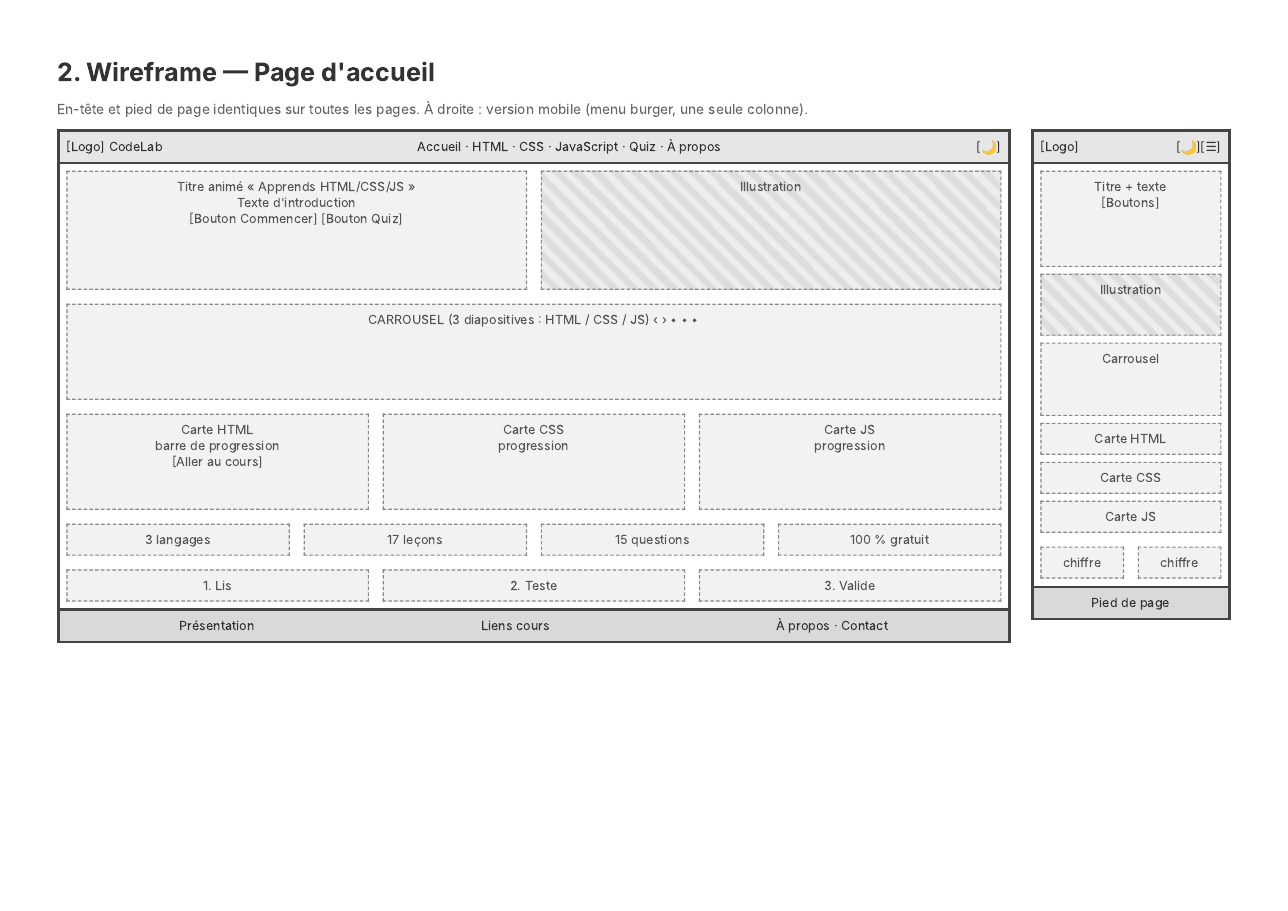 2. Wireframe — Page d'accueil
En-tête et pied de page identiques sur toutes les pages. À droite : version mobile (menu burger, une seule colonne).
[Logo] CodeLab
Accueil · HTML · CSS · JavaScript · Quiz · À propos
[🌙]
Titre animé « Apprends HTML/CSS/JS »
Texte d'introduction
[Bouton Commencer] [Bouton Quiz]
Illustration
CARROUSEL (3 diapositives : HTML / CSS / JS) ‹ › • • •
Carte HTML
barre de progression
[Aller au cours]
Carte CSS
progression
Carte JS
progression
3 langages
17 leçons
15 questions
100 % gratuit
1. Lis
2. Teste
3. Valide
Présentation
Liens cours
À propos · Contact
[Logo]
[🌙][☰]
Titre + texte
[Boutons]
Illustration
Carrousel
Carte HTML
Carte CSS
Carte JS
chiffre
chiffre
Pied de page